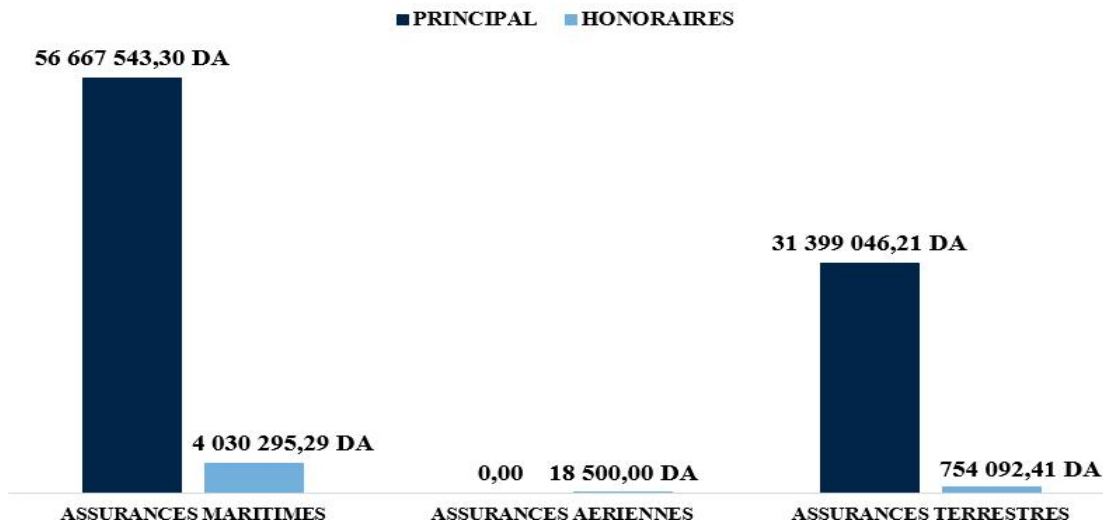 PRINCIPAL HONORAIRES
56 667 543,30 DA
4 030 295,29 DA
0,00 18 500,00 DA
31 399 046,21 DA
754 092,41 DA
ASSURANCES MARITIMES ASSURANCES AERIENNES ASSURANCES TERRESTRES